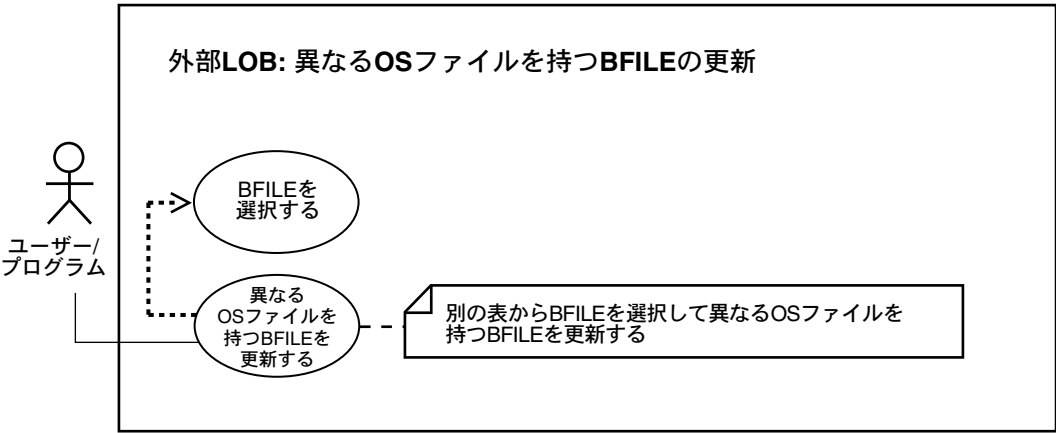 外部LOB: 異なるOSファイルを持つBFILEの更新
BFILEを
選択する
ユーザー/
プログラム
異なる
OSファイルを
持つBFILEを
更新する
別の表からBFILEを選択して異なるOSファイルを
持つBFILEを更新する